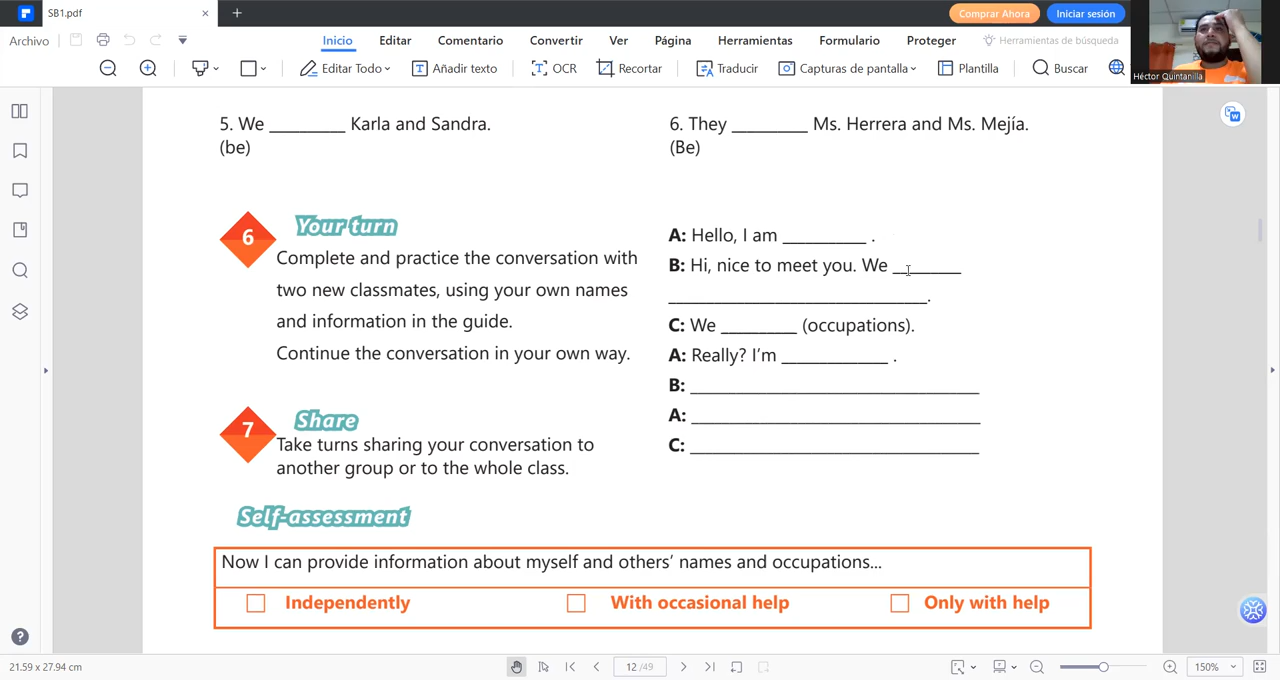 SB1.pdf
Comprar Ahora
Iniciar sesión
Archivo
Inicio
Editar
Comentario
Convertir
Ver
Página
Herramientas
Formulario
Proteger
Herramientas de búsqueda
Editar Todo
Añadir texto
OCR
Recortar
Traducir
Capturas de pantalla
Plantilla
Buscar
Héctor Quintanilla
5. We ________ Karla and Sandra.
(be)
6. They ________ Ms. Herrera and Ms. Mejía.
(Be)
6
Your turn
Complete and practice the conversation with
two new classmates, using your own names
and information in the guide.
Continue the conversation in your own way.
A: Hello, I am _________ .
B: Hi, nice to meet you. We ________
_______________________________.
C: We _________ (occupations).
A: Really? I'm _____________ .
B: ___________________________________
A: ___________________________________
C: ___________________________________
7
Share
Take turns sharing your conversation to
another group or to the whole class.
Self-assessment
Now I can provide information about myself and others' names and occupations...
Independently
With occasional help
Only with help
21.59 x 27.94 cm
12 /49
150%